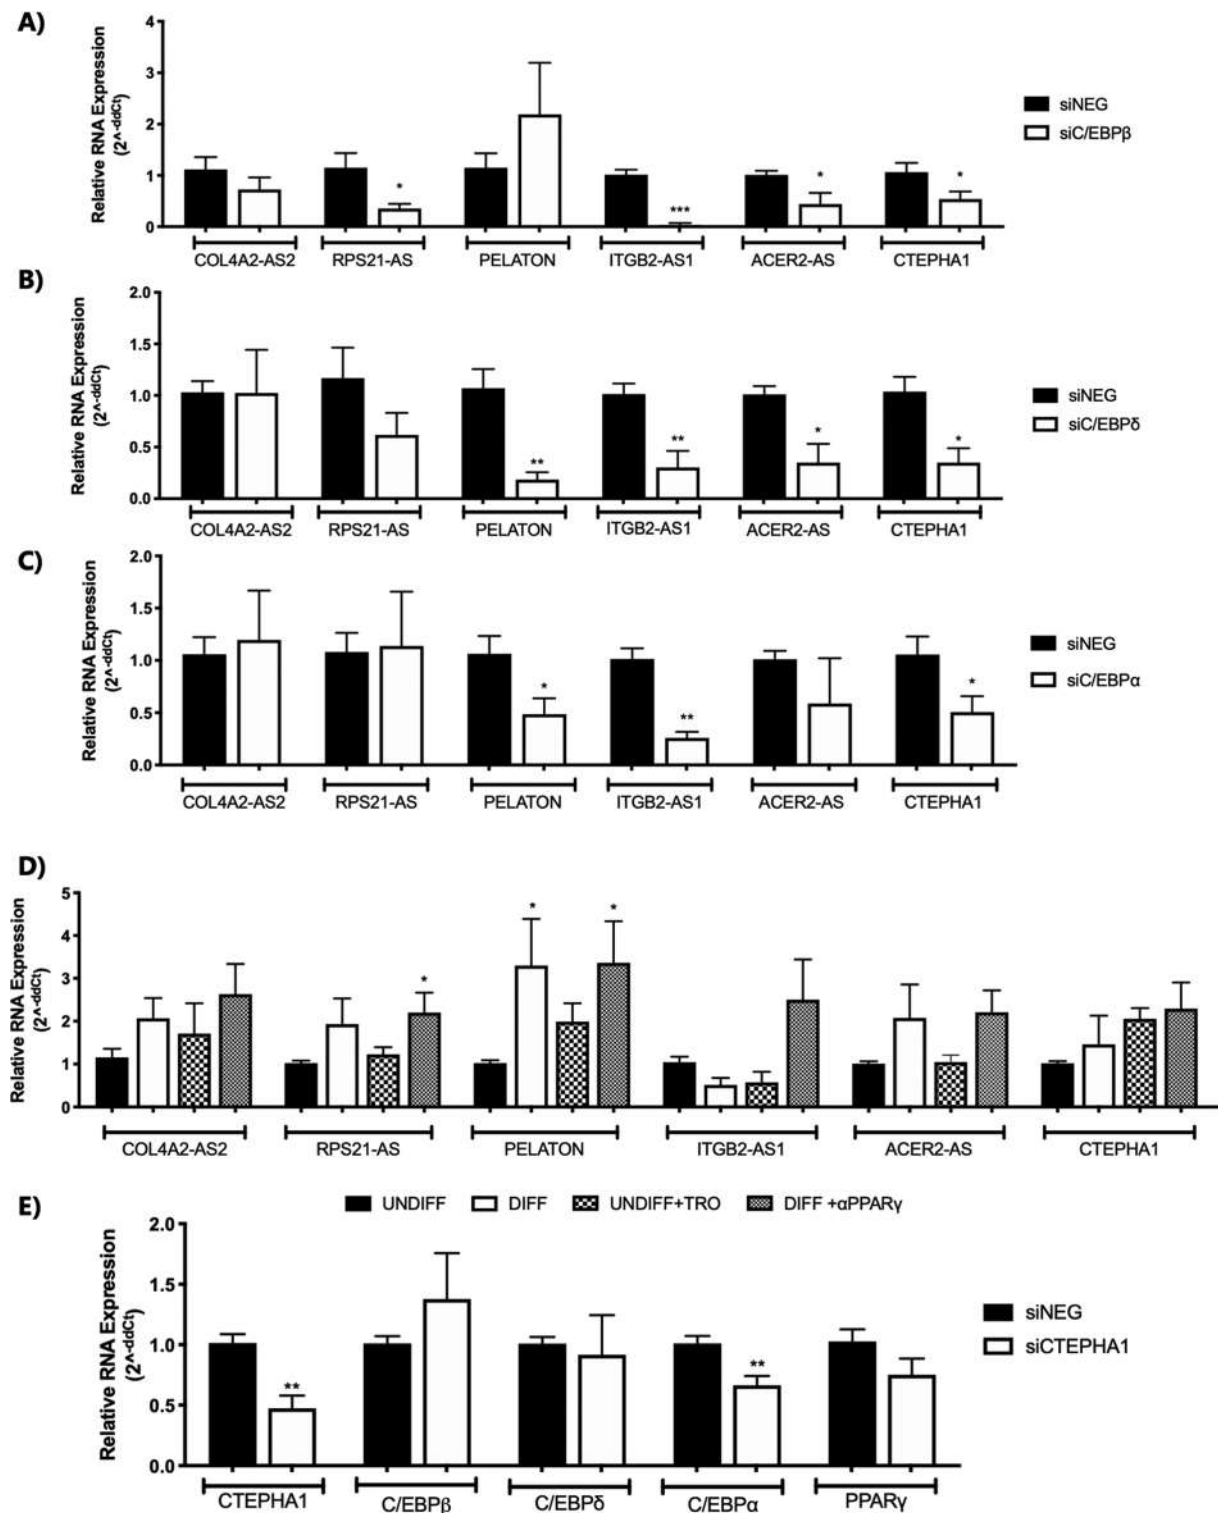 A)
Relative RNA Expression
(2^-ddCt)
4
3
2
1
0
* *** * *
COL4A2-AS2 RPS21-AS PELATON ITGB2-AS1 ACER2-AS CTEPHA1
siNEG
siC/EBPβ
B)
Relative RNA Expression
(2^-ddCt)
2.0
1.5
1.0
0.5
0.0
** ** * *
COL4A2-AS2 RPS21-AS PELATON ITGB2-AS1 ACER2-AS CTEPHA1
siNEG
siC/EBPδ
C)
Relative RNA Expression
(2^-ddCt)
2.0
1.5
1.0
0.5
0.0
* ** *
COL4A2-AS2 RPS21-AS PELATON ITGB2-AS1 ACER2-AS CTEPHA1
siNEG
siC/EBPα
D)
Relative RNA Expression
(2^-ddCt)
5
4
3
2
1
0
* * *
COL4A2-AS2 RPS21-AS PELATON ITGB2-AS1 ACER2-AS CTEPHA1
UNDIFF DIFF UNDIFF+TRO DIFF +αPPARγ
E)
Relative RNA Expression
(2^-ddCt)
2.0
1.5
1.0
0.5
0.0
** **
CTEPHA1 C/EBPβ C/EBPδ C/EBPα PPARγ
siNEG
siCTEPHA1